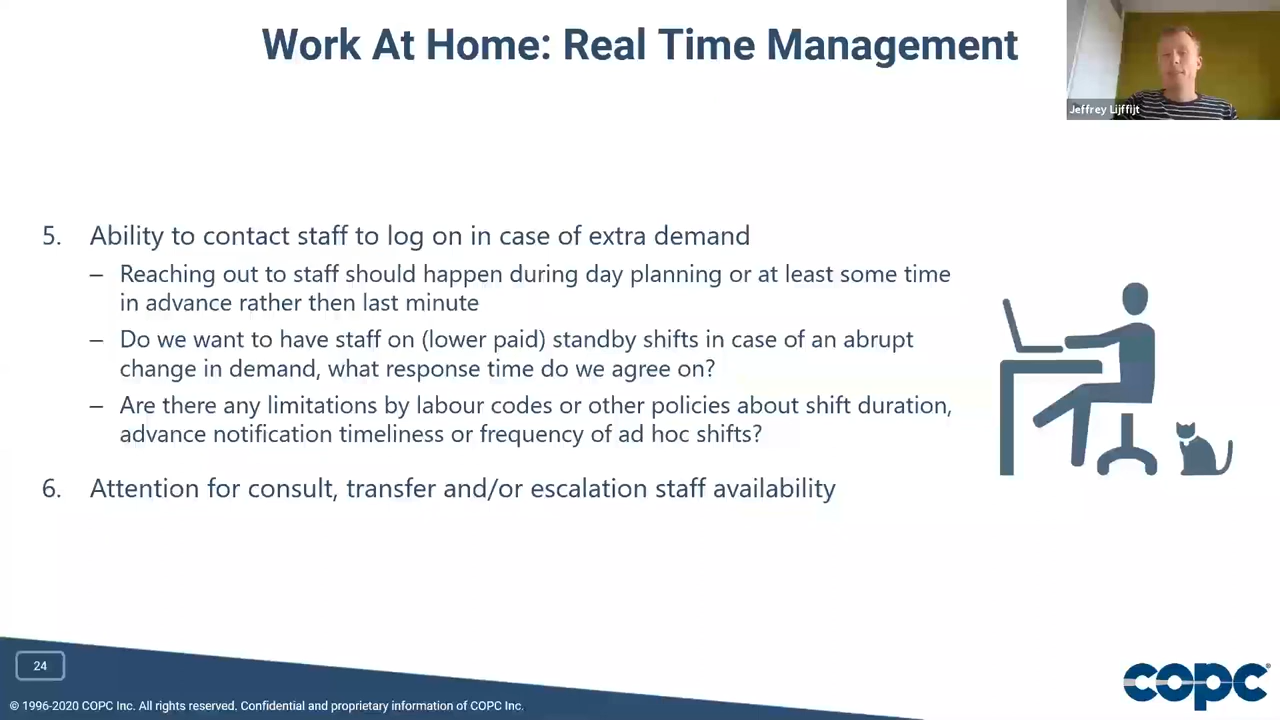 Work At Home: Real Time Management
Jeffrey Lijffijt
5. Ability to contact staff to log on in case of extra demand
– Reaching out to staff should happen during day planning or at least some time
in advance rather then last minute
– Do we want to have staff on (lower paid) standby shifts in case of an abrupt
change in demand, what response time do we agree on?
– Are there any limitations by labour codes or other policies about shift duration,
advance notification timeliness or frequency of ad hoc shifts?
6. Attention for consult, transfer and/or escalation staff availability
24
copc®
© 1996-2020 COPC Inc. All rights reserved. Confidential and proprietary information of COPC Inc.